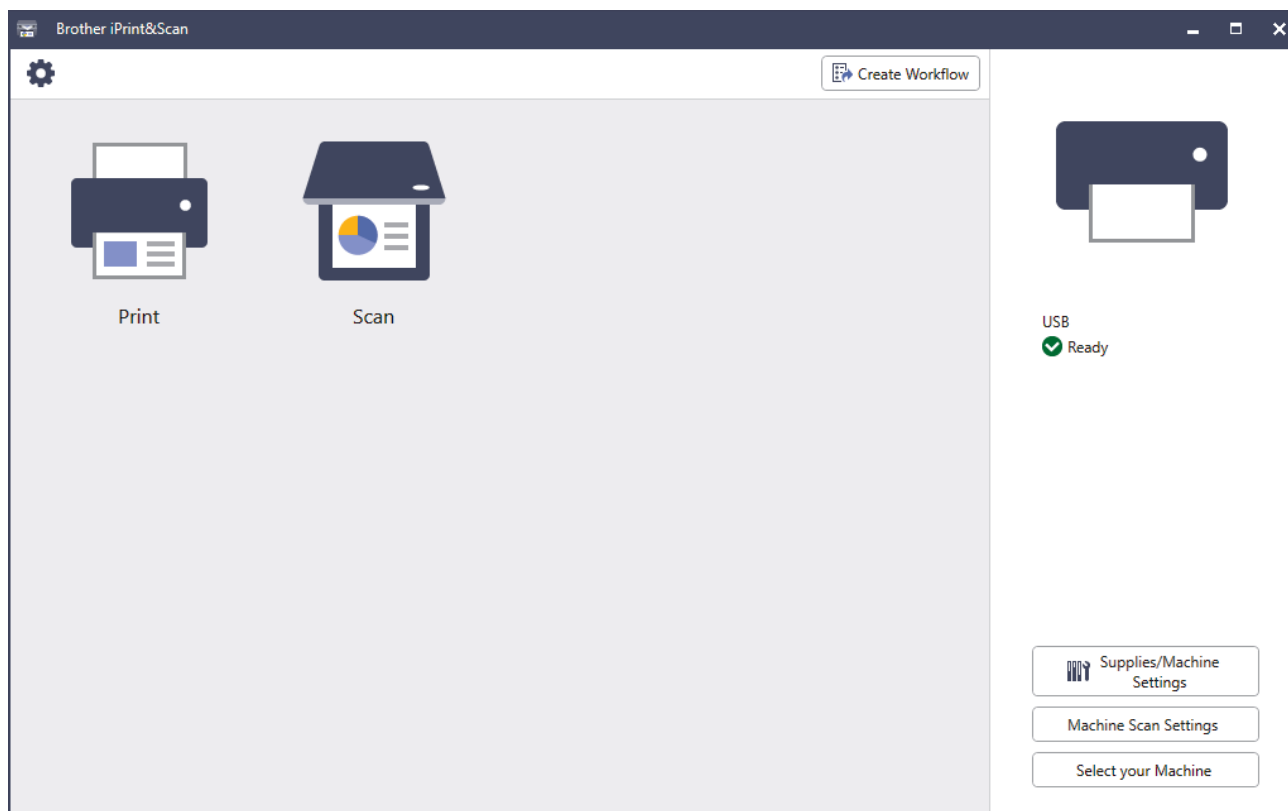 Brother iPrint&Scan
Create Workflow
Print
Scan
USB
Ready
Supplies/Machine
Settings
Machine Scan Settings
Select your Machine